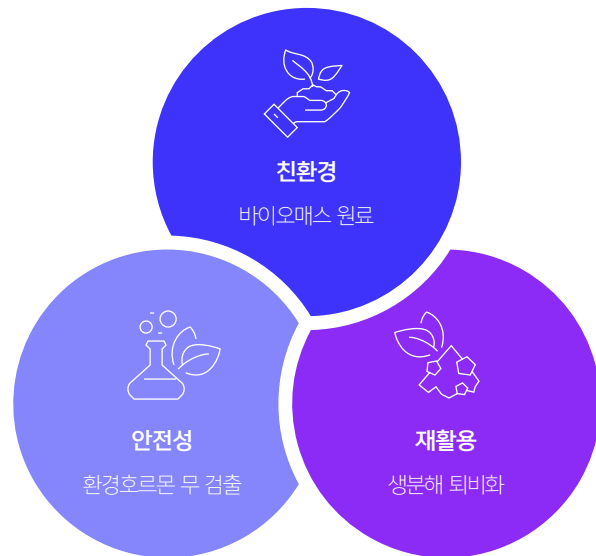 친환경
바이오매스 원료
안전성
환경호르몬 무 검출
재활용
생분해 퇴비화